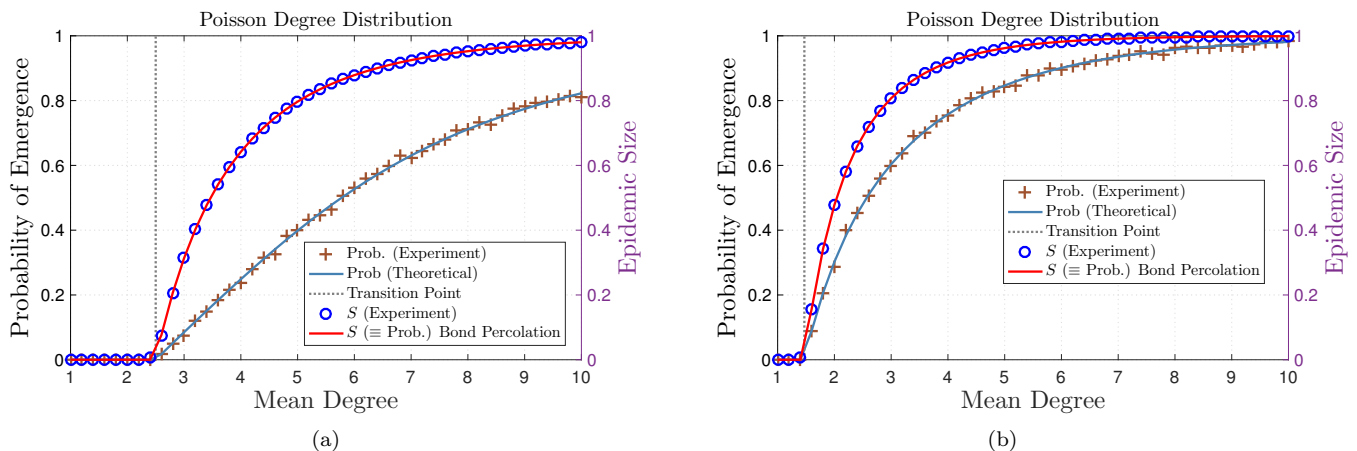 Poisson Degree Distribution
Probability of Emergence
1
0.8
0.6
0.4
0.2
0
1
0.8
0.6
0.4
0.2
0
Epidemic Size
Prob. (Experiment)
Prob (Theoretical)
Transition Point
S (Experiment)
S (≡ Prob.) Bond Percolation
1 2 3 4 5 6 7 8 9 10
Mean Degree
(a)
Poisson Degree Distribution
Probability of Emergence
1
0.8
0.6
0.4
0.2
0
1
0.8
0.6
0.4
0.2
0
Epidemic Size
Prob. (Experiment)
Prob (Theoretical)
Transition Point
S (Experiment)
S (≡ Prob.) Bond Percolation
1 2 3 4 5 6 7 8 9 10
Mean Degree
(b)